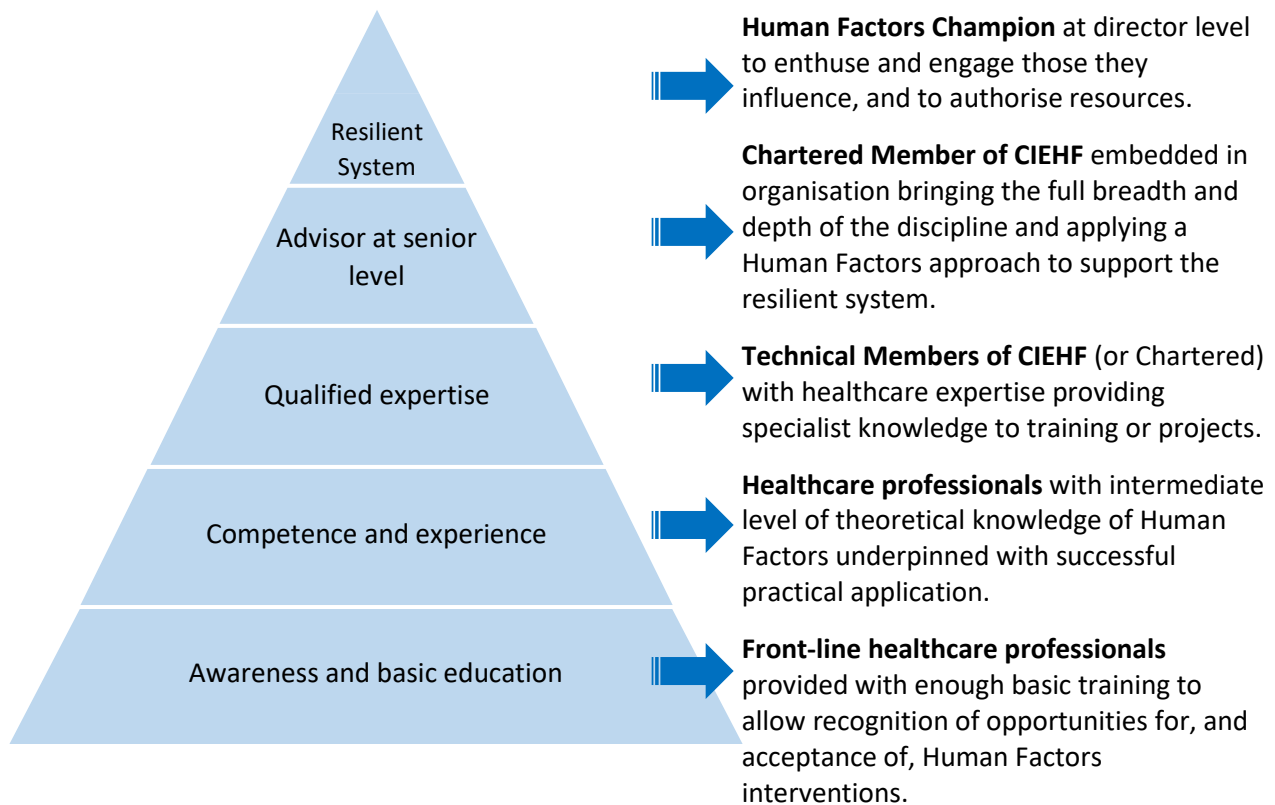 Human Factors Champion at director level
to enthuse and engage those they
influence, and to authorise resources.
Resilient
System
Chartered Member of CIEHF embedded in
organisation bringing the full breadth and
depth of the discipline and applying a
Human Factors approach to support the
resilient system.
Advisor at senior
level
Technical Members of CIEHF (or Chartered)
with healthcare expertise providing
specialist knowledge to training or projects.
Qualified expertise
Healthcare professionals with intermediate
level of theoretical knowledge of Human
Factors underpinned with successful
practical application.
Competence and experience
Front-line healthcare professionals
provided with enough basic training to
allow recognition of opportunities for, and
acceptance of, Human Factors
interventions.
Awareness and basic education